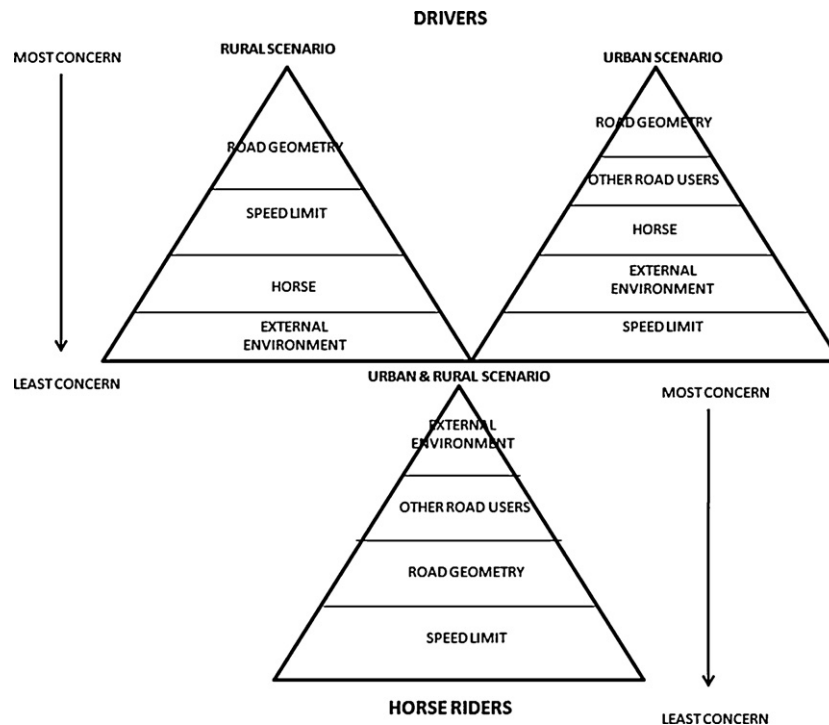 DRIVERS
RURAL SCENARIO
URBAN SCENARIO
MOST CONCERN
ROAD GEOMETRY
SPEED LIMIT
HORSE
EXTERNAL
ENVIRONMENT
ROAD GEOMETRY
OTHER ROAD USERS
HORSE
EXTERNAL
ENVIRONMENT
SPEED LIMIT
LEAST CONCERN
URBAN & RURAL SCENARIO
MOST CONCERN
EXTERNAL
ENVIRONMENT
OTHER ROAD USERS
ROAD GEOMETRY
SPEED LIMIT
HORSE RIDERS
LEAST CONCERN